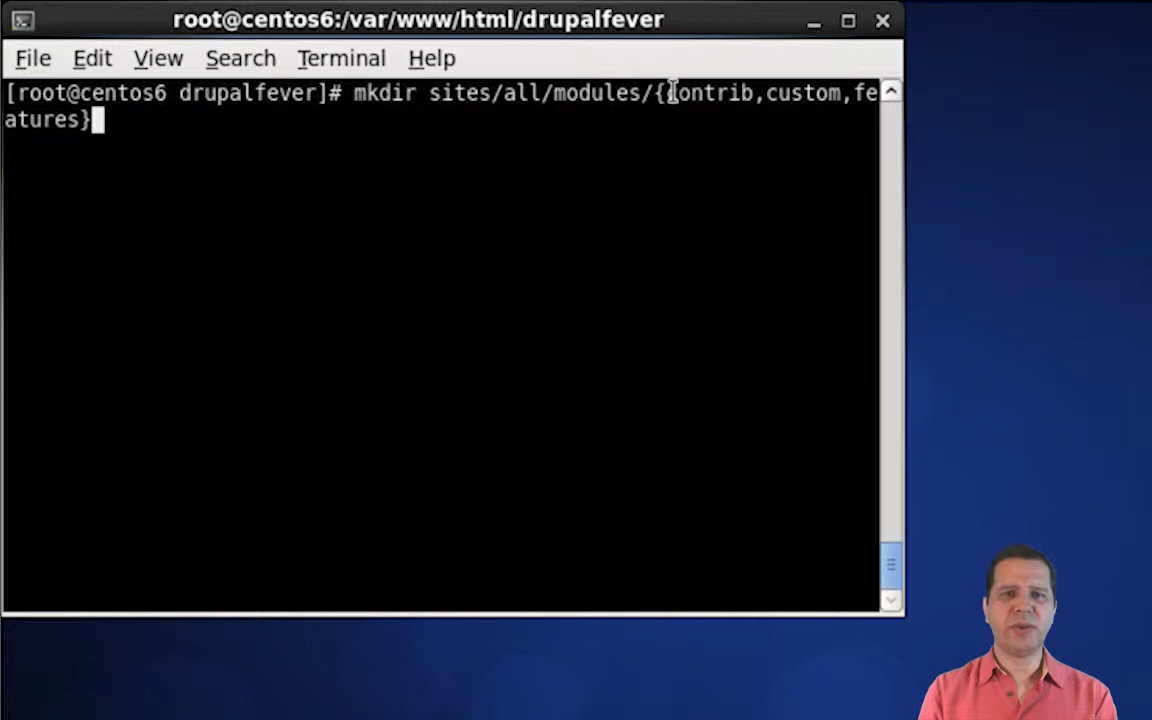 root@centos6:/var/www/html/drupalfever
File Edit View Search Terminal Help
[root@centos6 drupalfever]# mkdir sites/all/modules/{contrib,custom,fe
atures}